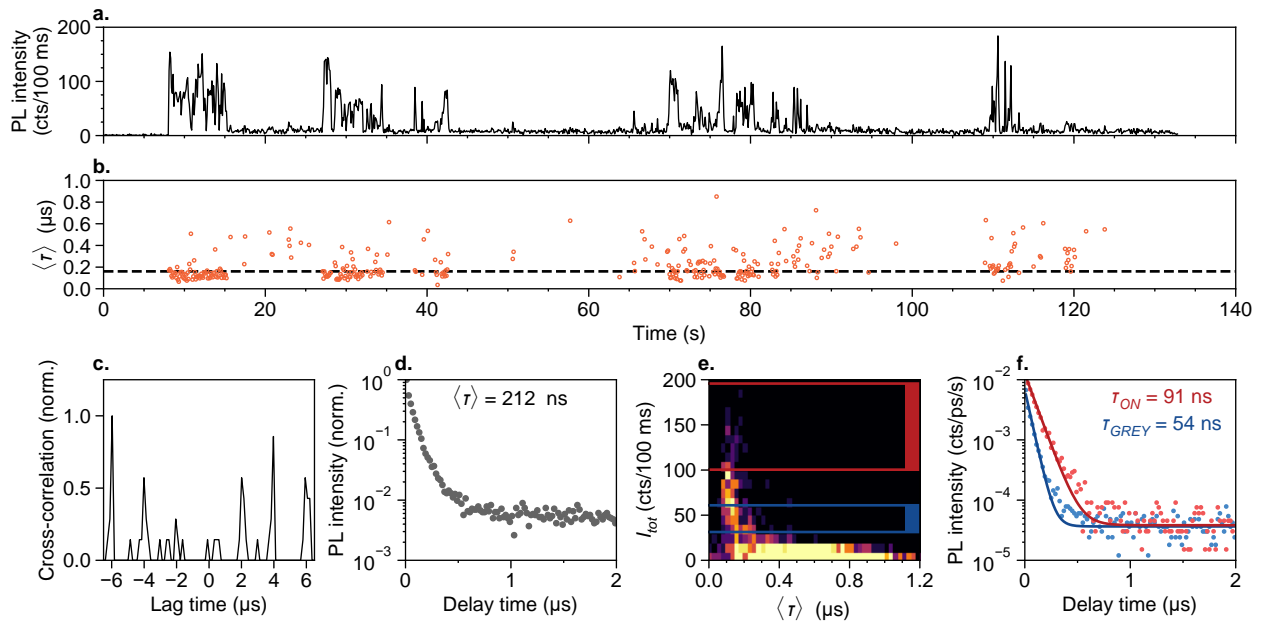 a.
PL intensity
(cts/100 ms)
200
100
0
b.
⟨τ⟩ (μs)
1.0
0.8
0.6
0.4
0.2
0.0
0 20 40 60 80 100 120 140
Time (s)
c.
Cross-correlation (norm.)
1.0
0.5
0.0
−6 −4 −2 0 2 4 6
Lag time (μs)
d.
PL intensity (norm.)
10⁰
10⁻¹
10⁻²
10⁻³
⟨τ⟩ = 212 ns
0 1 2
Delay time (μs)
e.
I_tot (cts/100 ms)
200
150
100
50
0
0.0 0.4 0.8 1.2
⟨τ⟩ (μs)
f.
PL intensity (cts/ps/s)
10⁻²
10⁻³
10⁻⁴
10⁻⁵
τ_ON = 91 ns
τ_GREY = 54 ns
0 1 2
Delay time (μs)